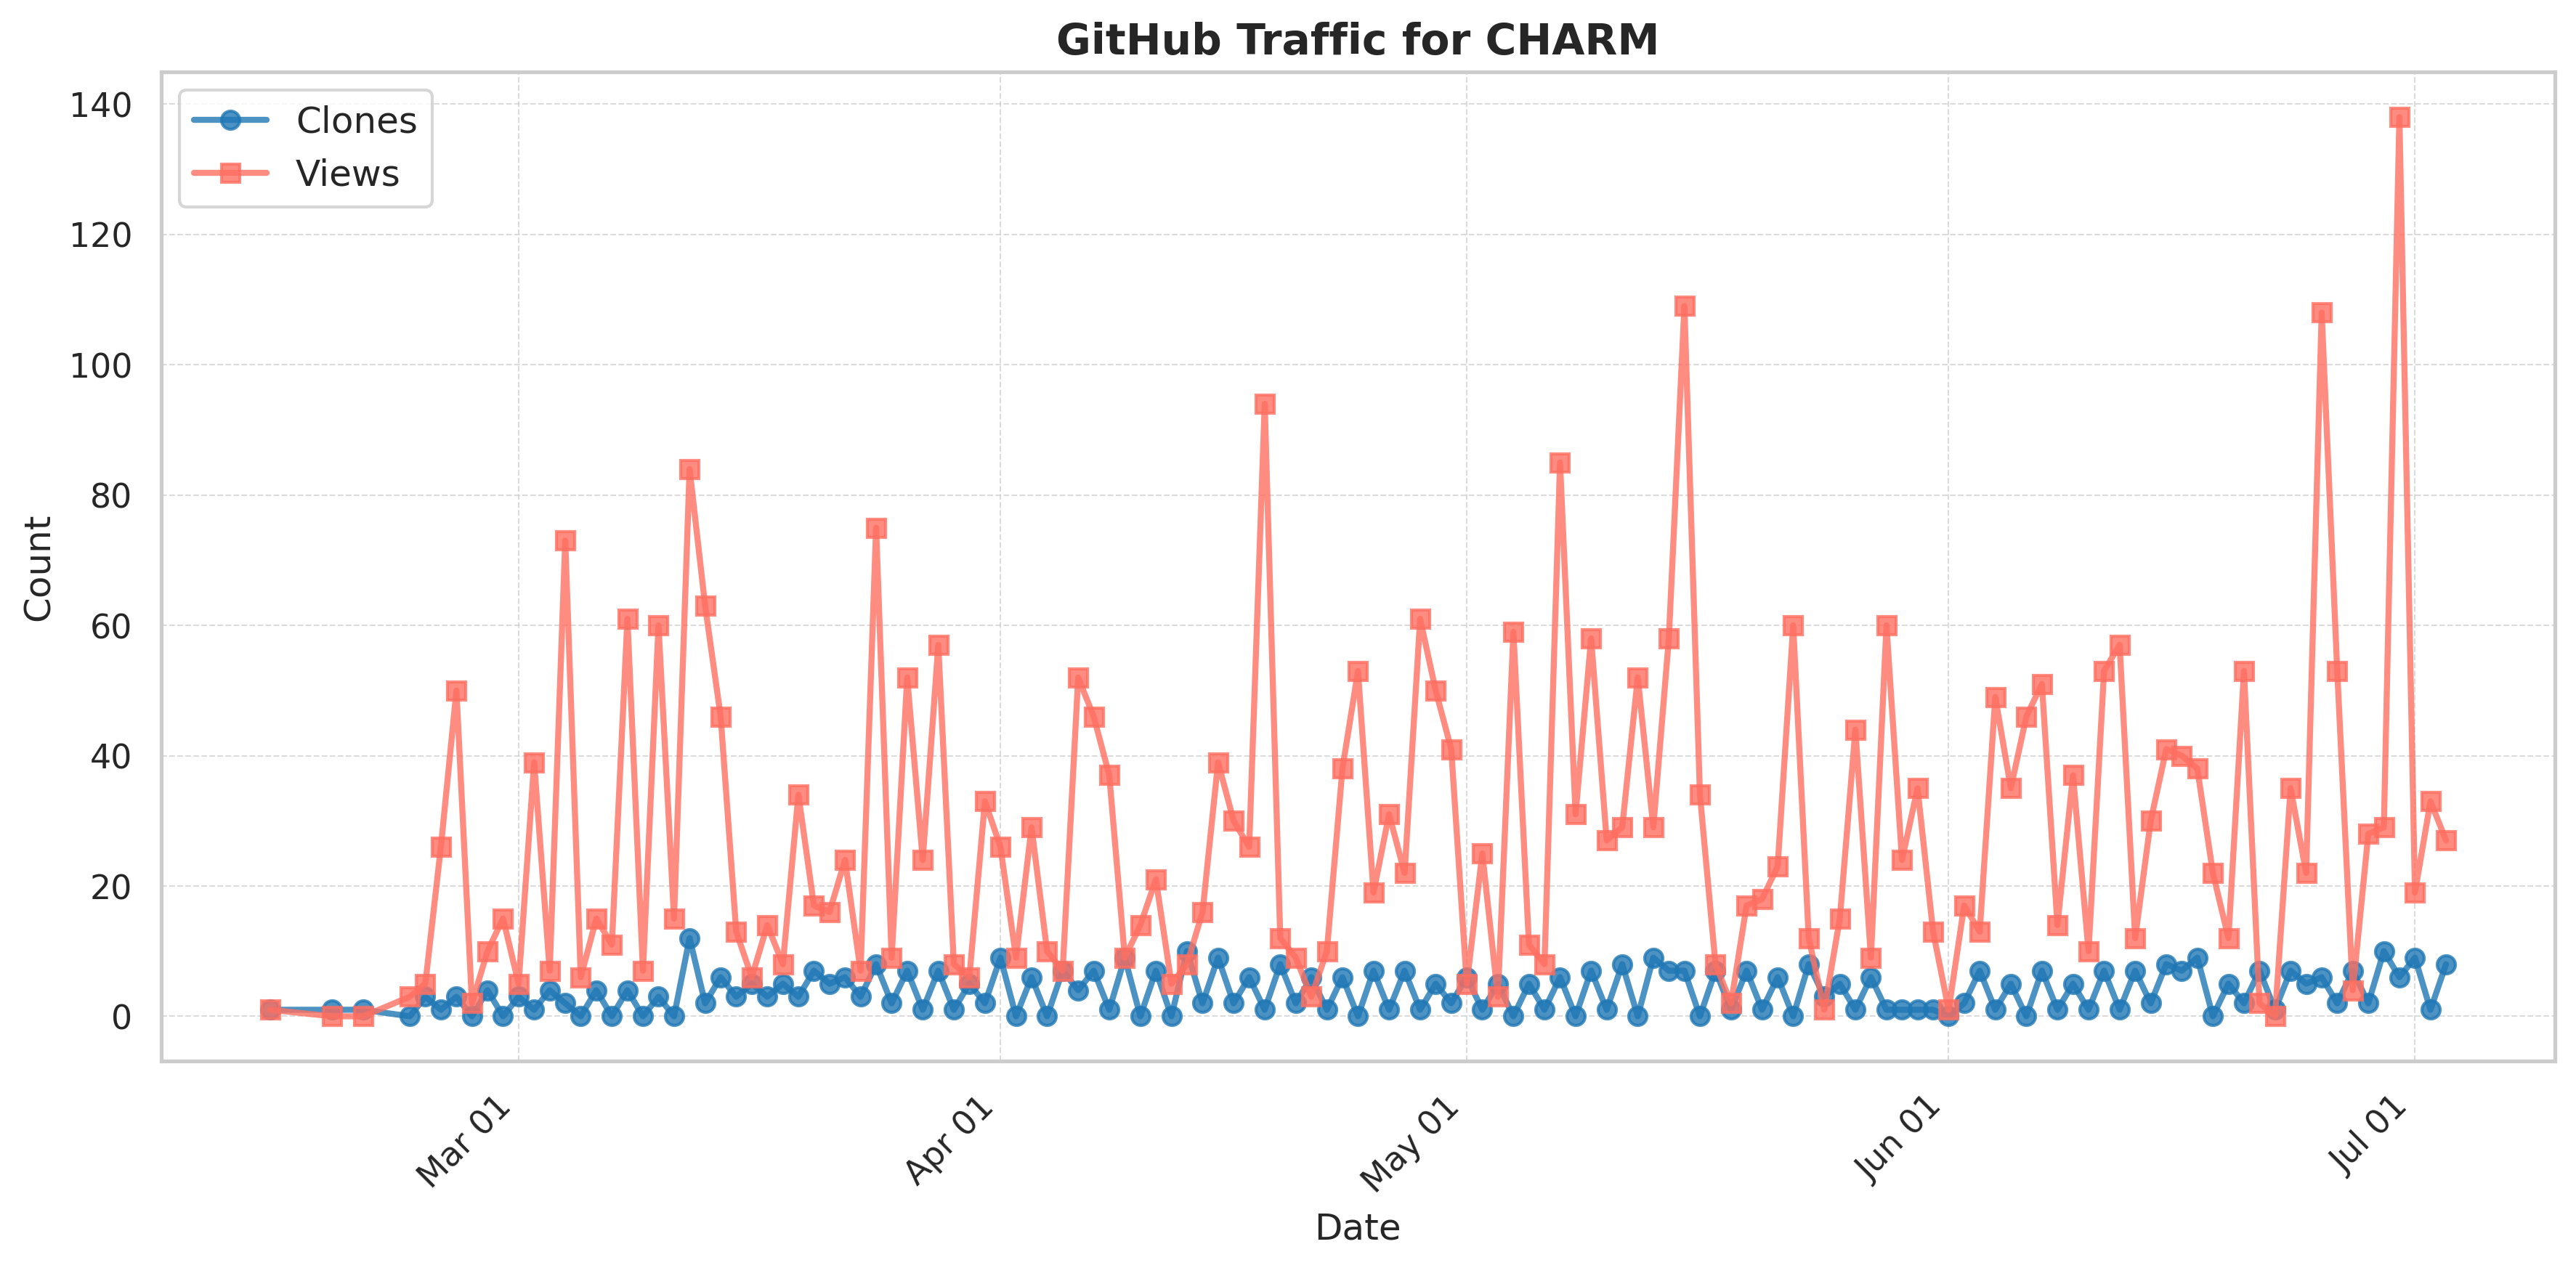 GitHub Traffic for CHARM
Clones
Views
140
120
100
80
60
40
20
0
Count
Mar 01
Apr 01
May 01
Jun 01
Jul 01
Date